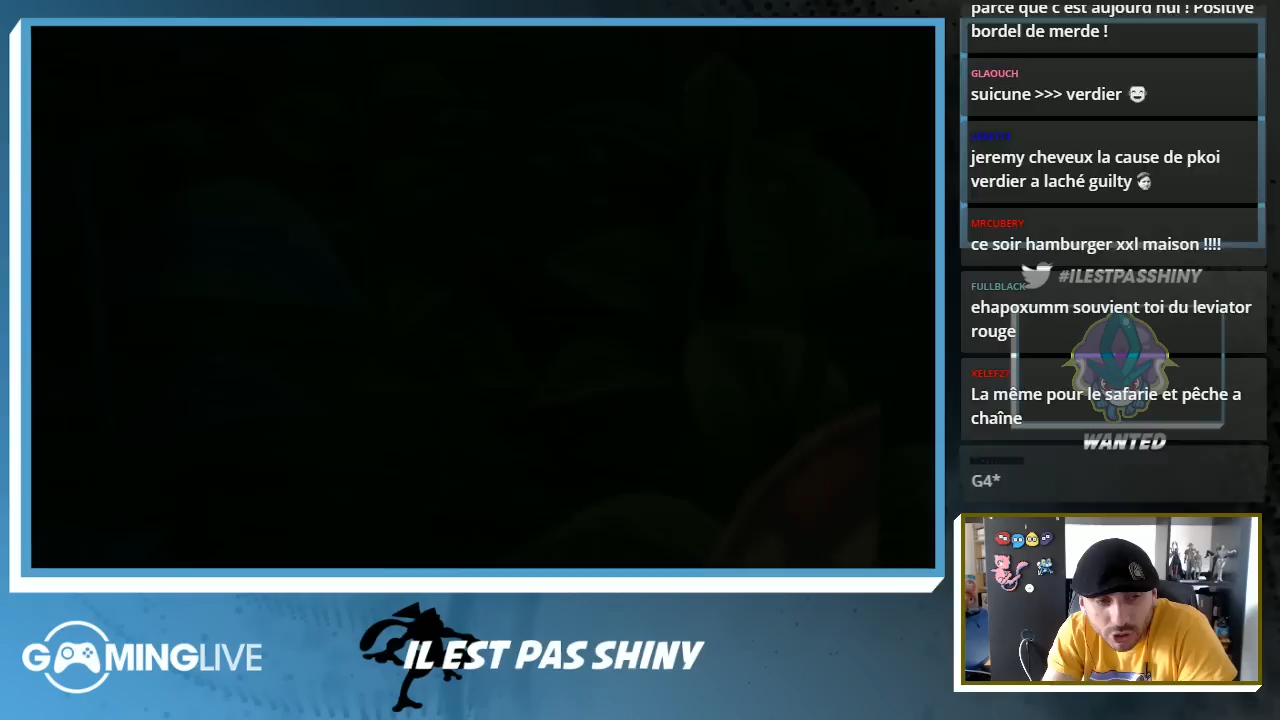 parce que c est aujourd hui ! Positive
bordel de merde !
GLAOUCH
suicune >>> verdier
jeremy cheveux la cause de pkoi
verdier a laché guilty
MRCUBERY
ce soir hamburger xxl maison !!!!
#ILESTPASSHINY
FULLBLACK
ehapoxumm souvient toi du leviator
rouge
XELEF27
La même pour le safarie et pêche a
chaîne
WANTED
G4*
GAMINGLIVE
IL EST PAS SHINY